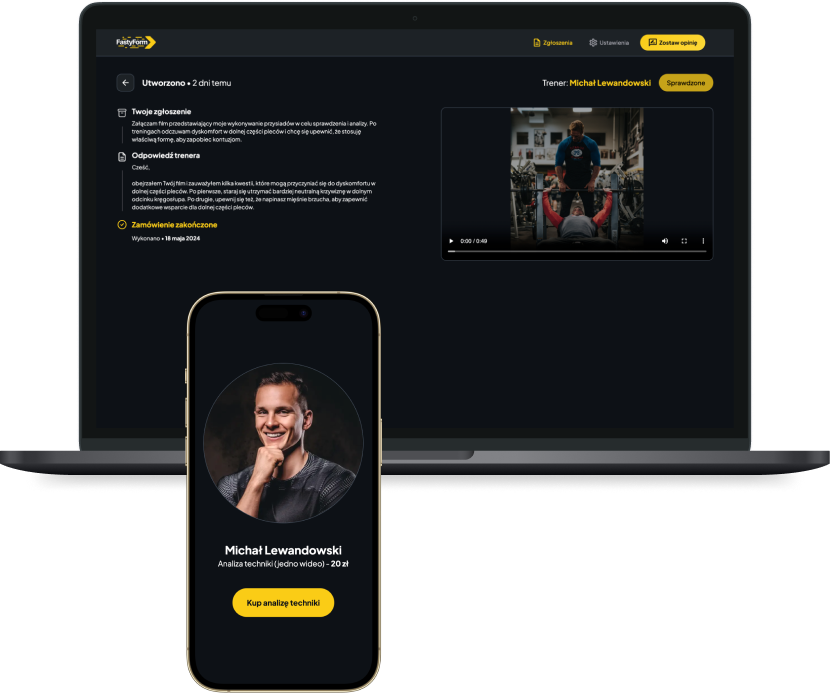 FastyForm
Zgłoszenia
Ustawienia
Zostaw opinię
Utworzono • 2 dni temu
Trener: Michał Lewandowski
Sprawdzone
Twoje zgłoszenie
Załączam film przedstawiający moje wykonywanie przysiadów w celu sprawdzenia i analizy. Po
treningach odczuwam dyskomfort w dolnej części pleców i chcę się upewnić, że stosuję
właściwą formę, aby zapobiec kontuzjom.
Odpowiedź trenera
Cześć,
obejrzałem Twój film i zauważyłem kilka kwestii, które mogą przyczyniać się do dyskomfortu w
dolnej części pleców. Po pierwsze, staraj się utrzymać bardziej neutralną krzywiznę w dolnym
odcinku kręgosłupa. Po drugie, upewnij się też, że napinasz mięśnie brzucha, aby zapewnić
dodatkowe wsparcie dla dolnej części pleców.
Zamówienie zakończone
Wykonano • 18 maja 2024
0:00 / 0:49
Michał Lewandowski
Analiza techniki (jedno wideo) - 20 zł
Kup analizę techniki